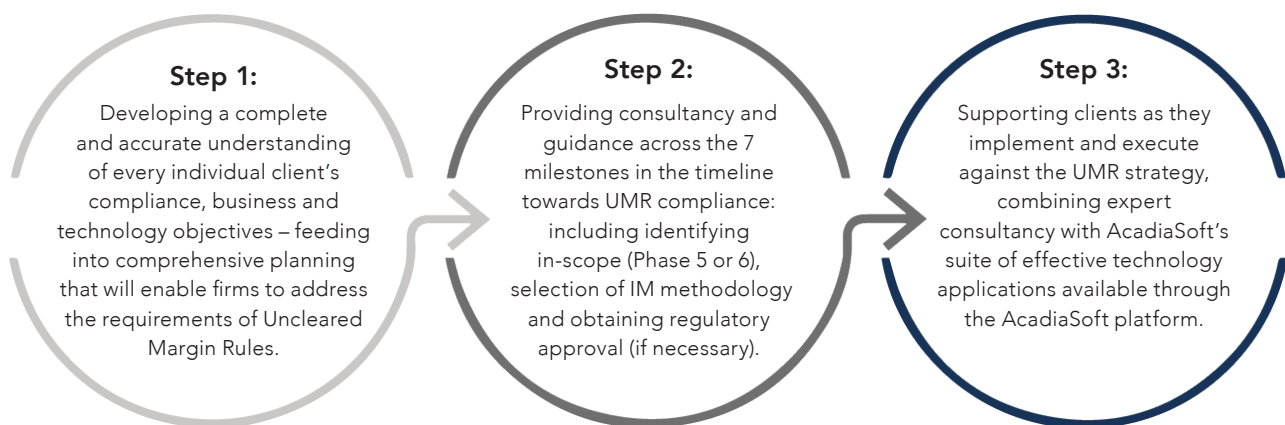 Step 1:
Developing a complete
and accurate understanding
of every individual client’s
compliance, business and
technology objectives – feeding
into comprehensive planning
that will enable firms to address
the requirements of Uncleared
Margin Rules.
Step 2:
Providing consultancy and
guidance across the 7
milestones in the timeline
towards UMR compliance:
including identifying
in-scope (Phase 5 or 6),
selection of IM methodology
and obtaining regulatory
approval (if necessary).
Step 3:
Supporting clients as they
implement and execute
against the UMR strategy,
combining expert
consultancy with AcadiaSoft’s
suite of effective technology
applications available through
the AcadiaSoft platform.